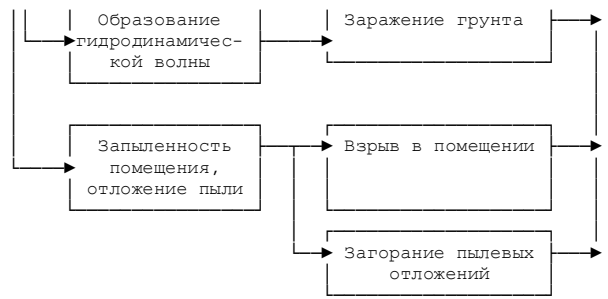 Образование
гидродинамичес-
кой волны
Заражение грунта
Запыленность
помещения,
отложение пыли
Взрыв в помещении
Загорание пылевых
отложений